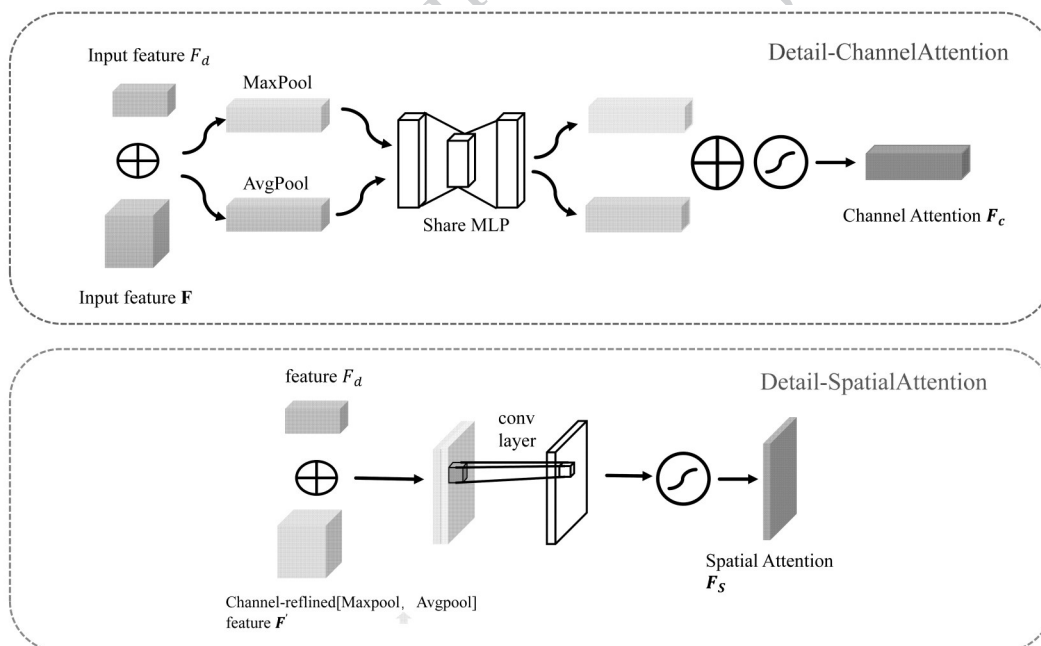 Detail-ChannelAttention
Input feature F_d
MaxPool
AvgPool
Share MLP
Channel Attention F_c
Input feature F
Detail-SpatialAttention
feature F_d
conv
layer
Spatial Attention
F_S
Channel-reflined[Maxpool, Avgpool]
feature F'